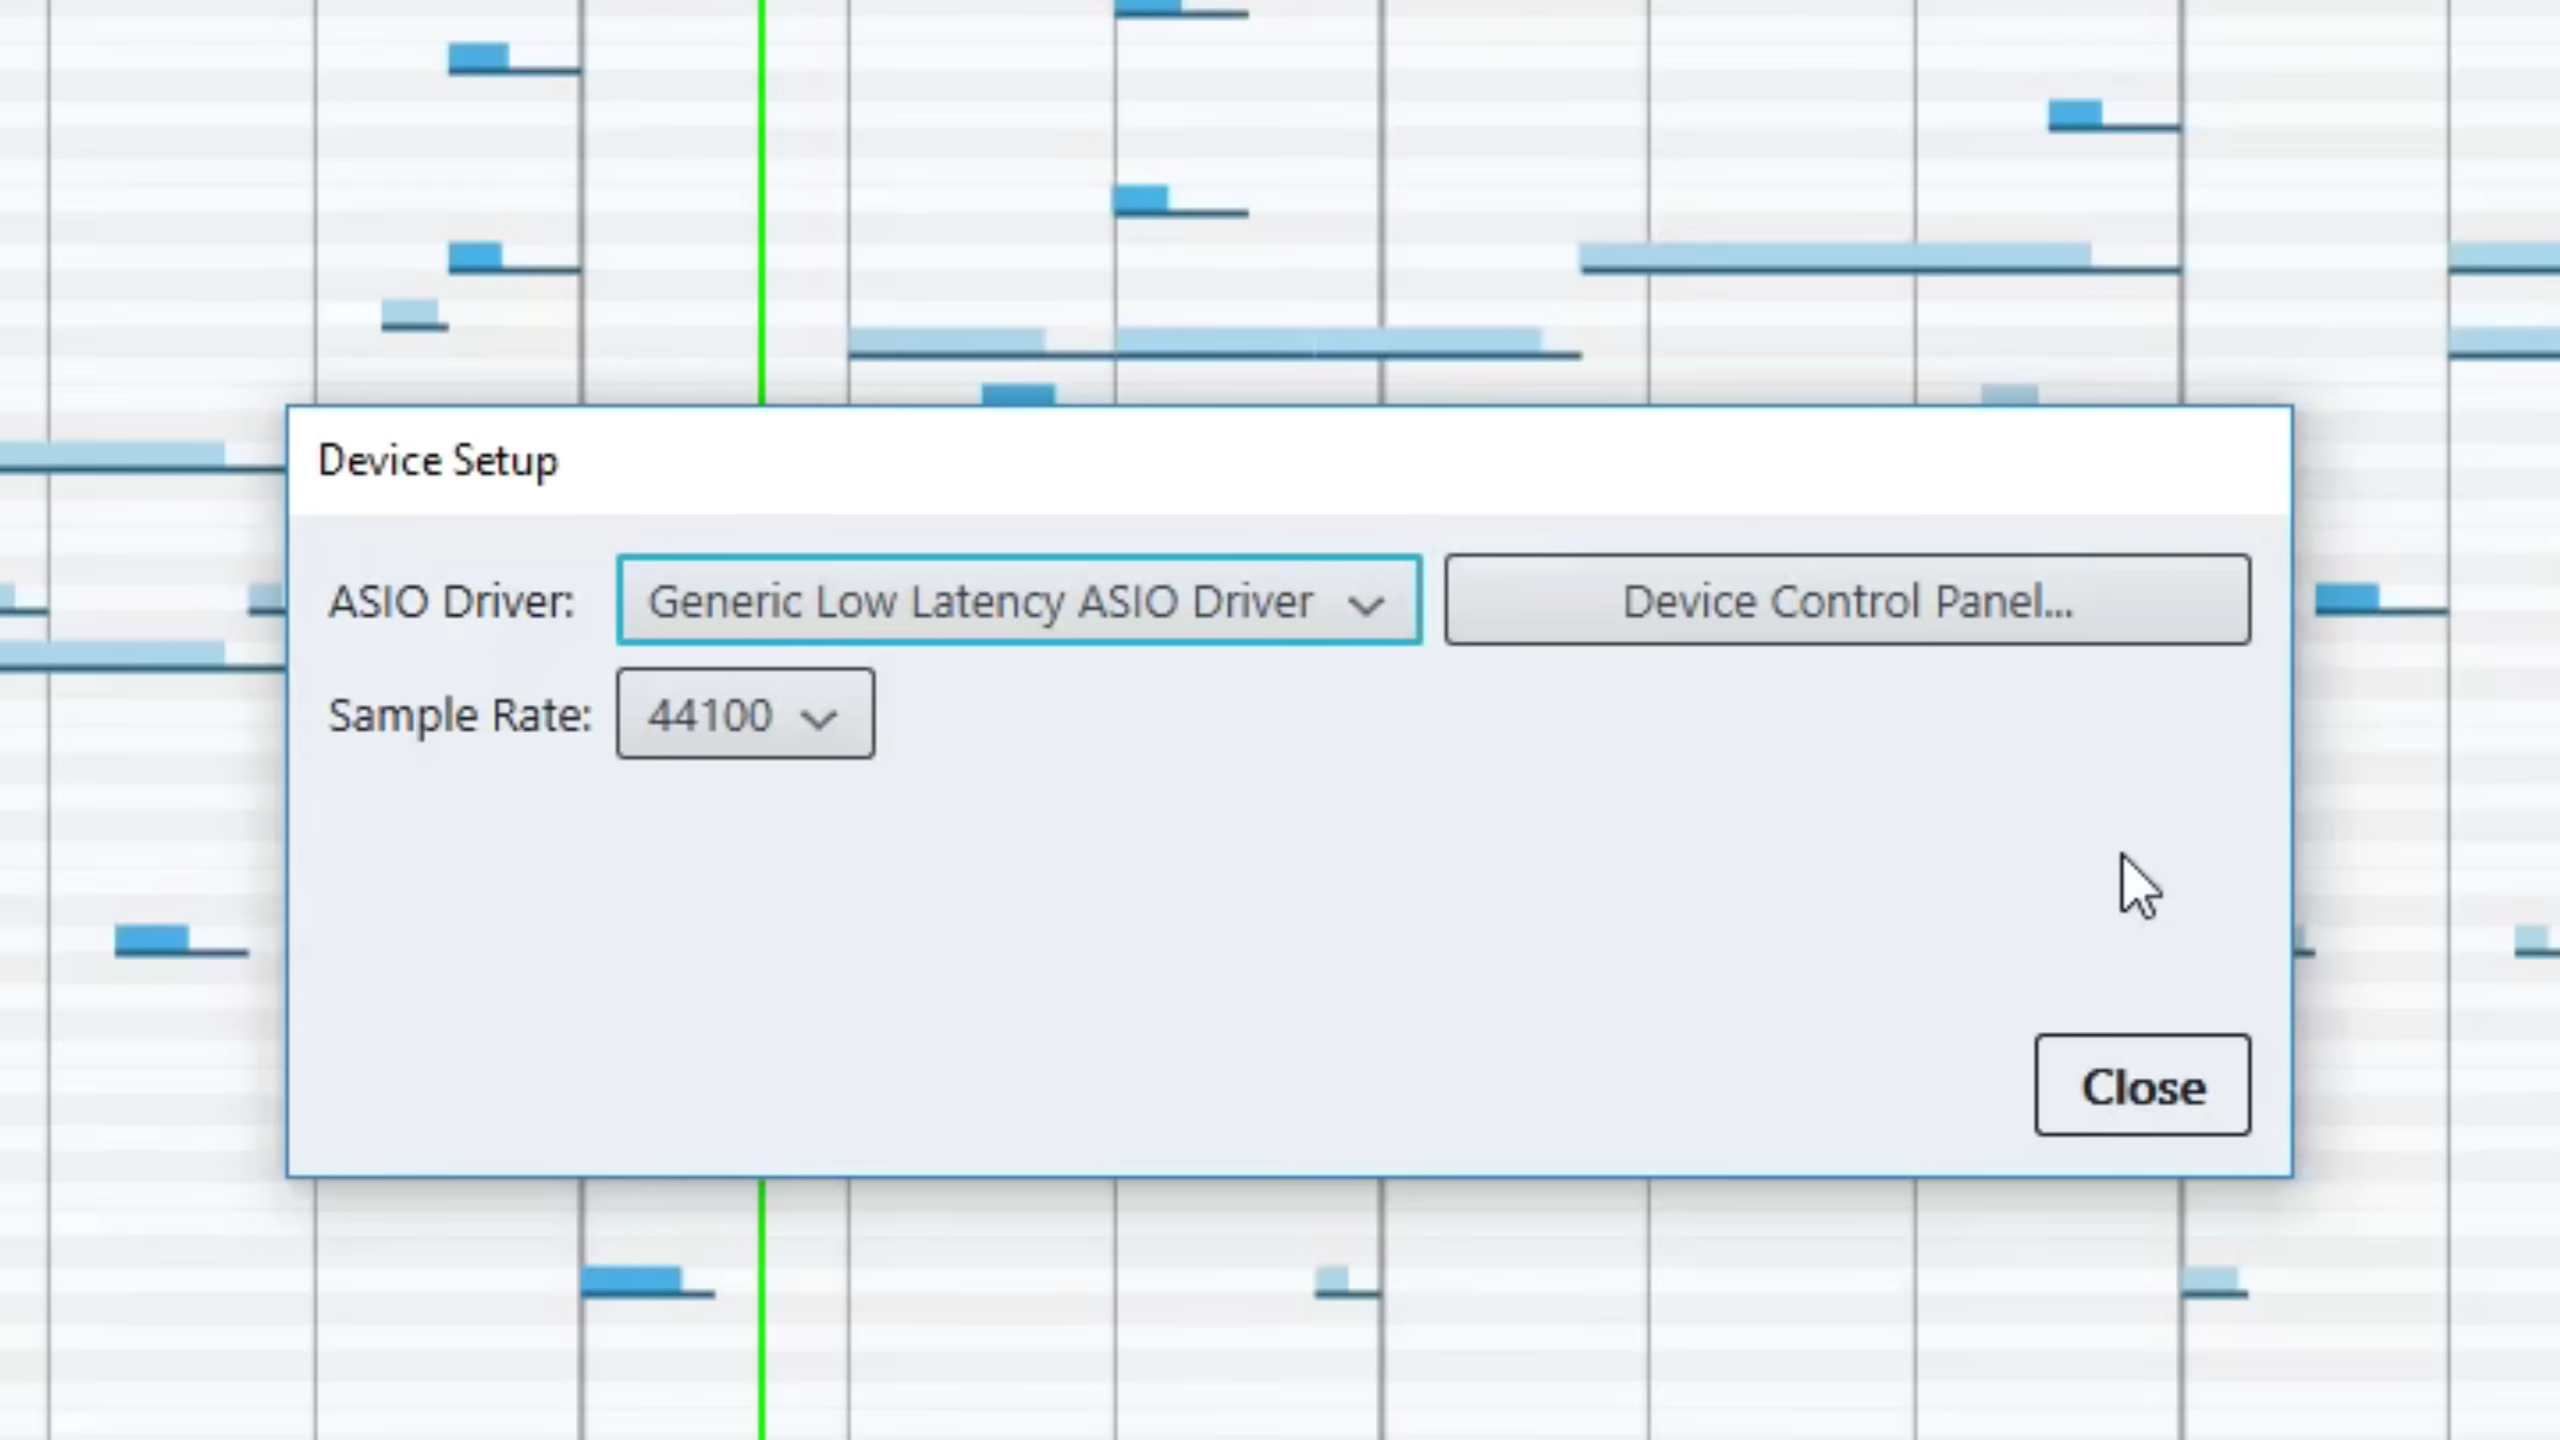 Device Setup
ASIO Driver: Generic Low Latency ASIO Driver Device Control Panel...
Sample Rate: 44100
Close